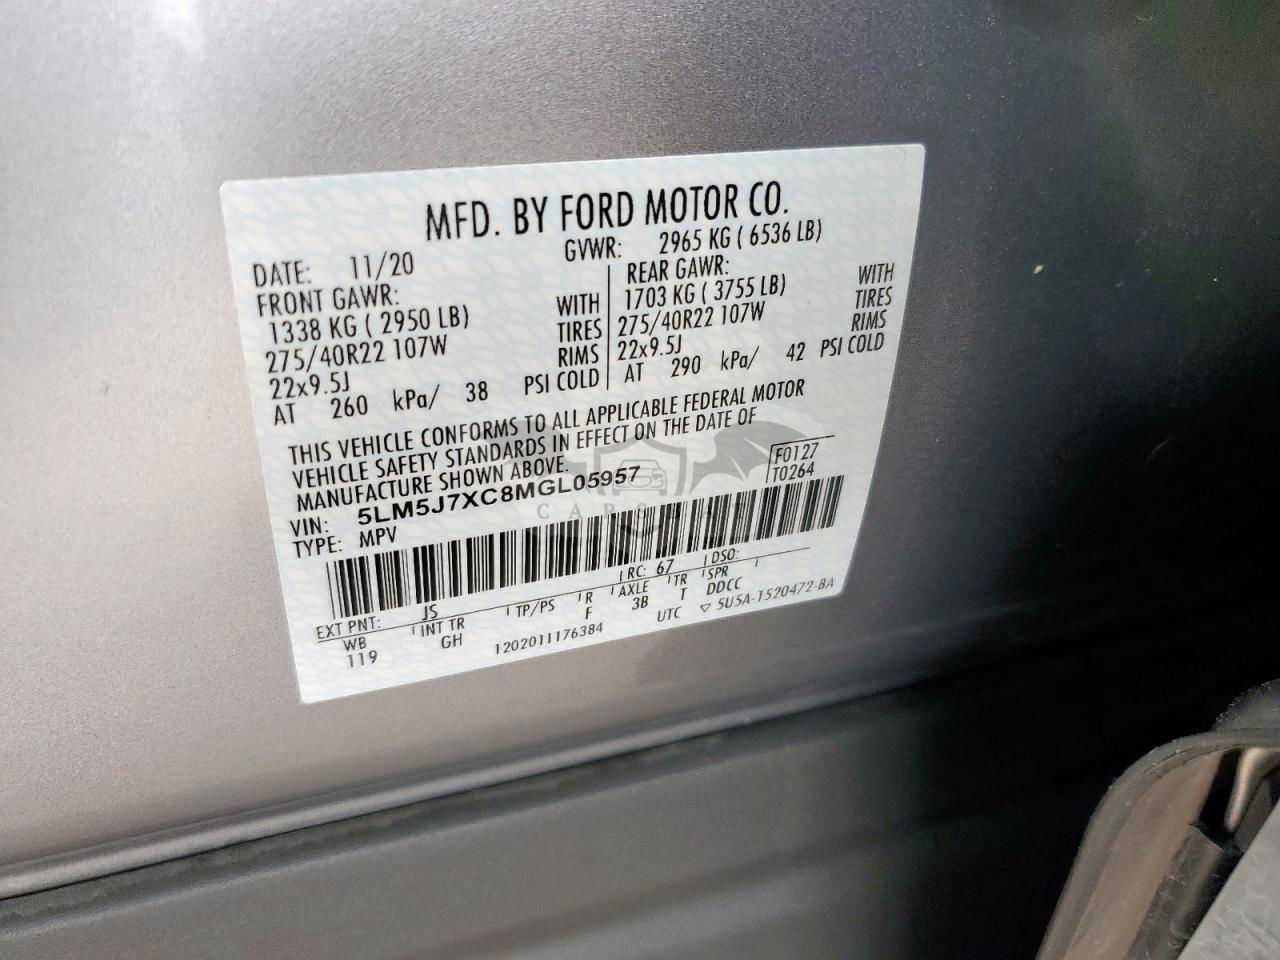 MFD. BY FORD MOTOR CO.
DATE: 11/20 GVWR: 2965 KG ( 6536 LB)
FRONT GAWR: REAR GAWR:
1338 KG ( 2950 LB) WITH 1703 KG ( 3755 LB) WITH
275/40R22 107W TIRES 275/40R22 107W TIRES
22x9.5J RIMS 22x9.5J RIMS
AT 260 kPa/ 38 PSI COLD AT 290 kPa/ 42 PSI COLD
THIS VEHICLE CONFORMS TO ALL APPLICABLE FEDERAL MOTOR
VEHICLE SAFETY STANDARDS IN EFFECT ON THE DATE OF
MANUFACTURE SHOWN ABOVE.
VIN: 5LM5J7XC8MGL05957 F0127
TYPE: MPV T0264
EXT PNT: JS RC: 67 DSO:
WB INT TR TP/PS R AXLE TR SPR
119 GH F 3B T DDCC
1202011176384 UTC ▽ 5U5A-1520472-BA